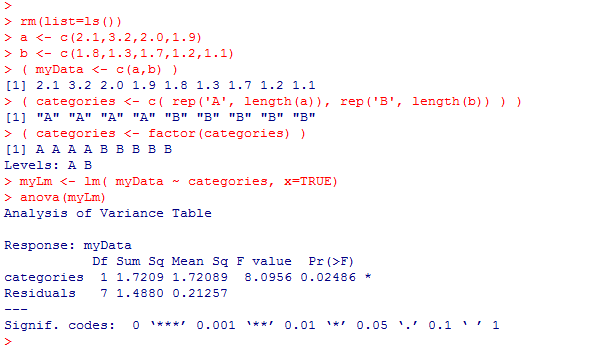 >
> rm(list=ls())
> a <- c(2.1,3.2,2.0,1.9)
> b <- c(1.8,1.3,1.7,1.2,1.1)
> ( myData <- c(a,b) )
[1] 2.1 3.2 2.0 1.9 1.8 1.3 1.7 1.2 1.1
> ( categories <- c( rep('A', length(a)), rep('B', length(b)) ) )
[1] "A" "A" "A" "A" "B" "B" "B" "B" "B"
> ( categories <- factor(categories) )
[1] A A A A B B B B B
Levels: A B
> myLm <- lm( myData ~ categories, x=TRUE)
> anova(myLm)
Analysis of Variance Table

Response: myData
           Df Sum Sq Mean Sq F value  Pr(>F)
categories  1 1.7209 1.72089  8.0956 0.02486 *
Residuals   7 1.4880 0.21257
---
Signif. codes:  0 ‘***’ 0.001 ‘**’ 0.01 ‘*’ 0.05 ‘.’ 0.1 ‘ ’ 1
>